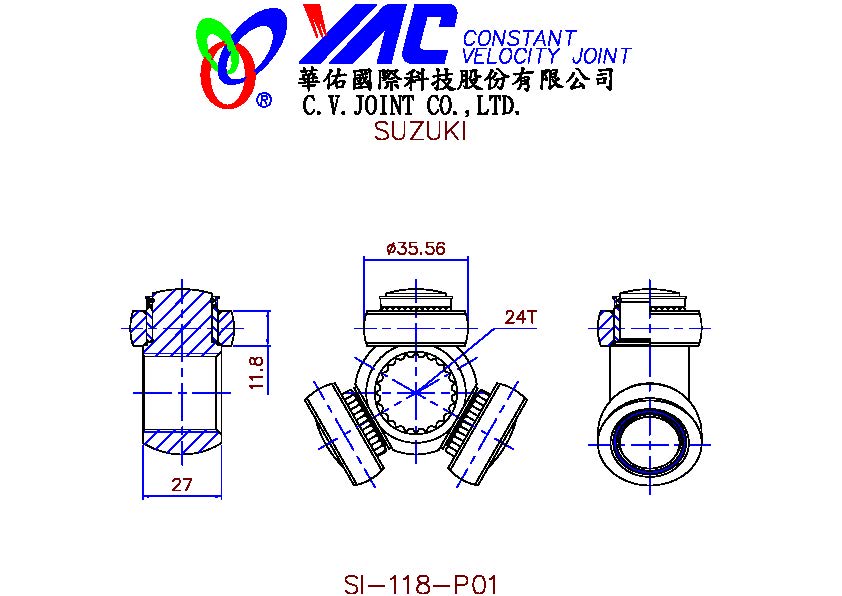 YAC CONSTANT
VELOCITY JOINT
®
華佑國際科技股份有限公司
C.V.JOINT CO.,LTD.
SUZUKI
ø35.56
24T
11.8
27
SI-118-P01